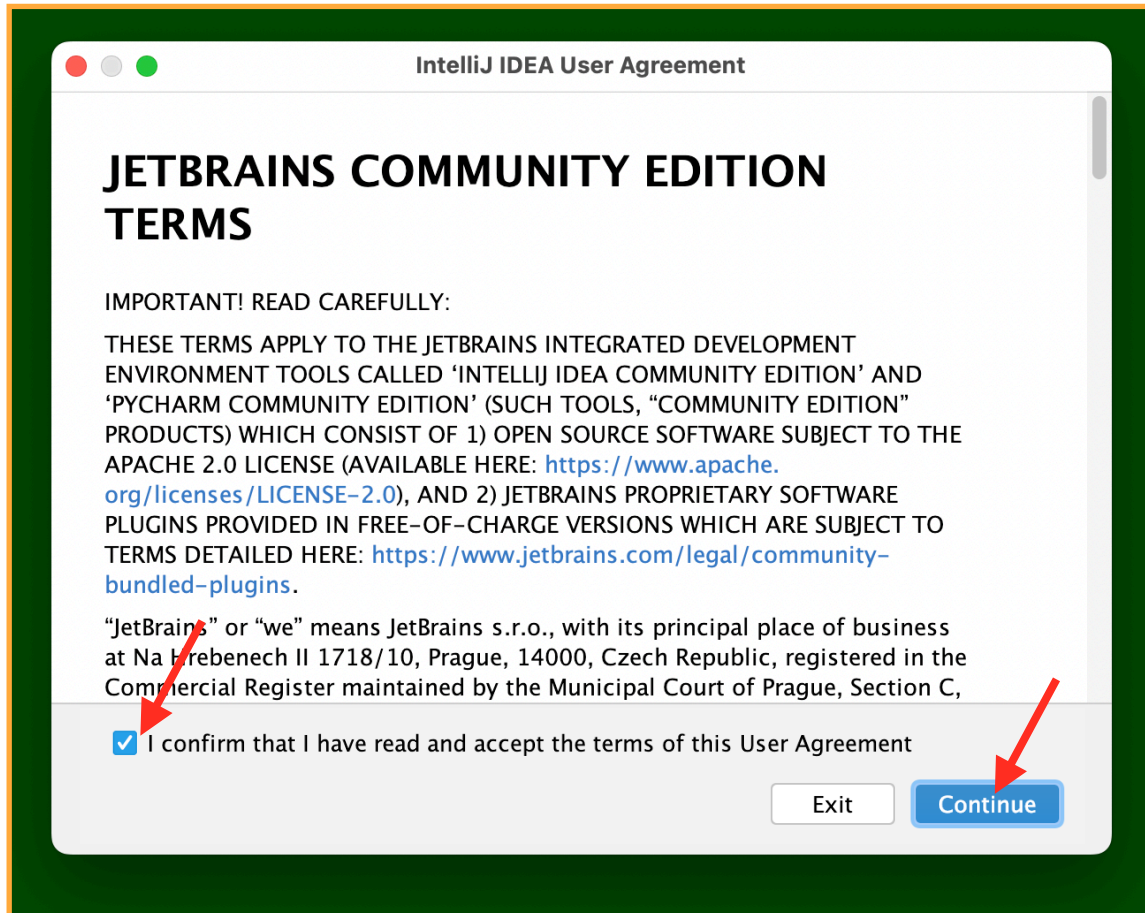 IntelliJ IDEA User Agreement
JETBRAINS COMMUNITY EDITION
TERMS
IMPORTANT! READ CAREFULLY:
THESE TERMS APPLY TO THE JETBRAINS INTEGRATED DEVELOPMENT
ENVIRONMENT TOOLS CALLED ‘INTELLIJ IDEA COMMUNITY EDITION’ AND
‘PYCHARM COMMUNITY EDITION’ (SUCH TOOLS, “COMMUNITY EDITION”
PRODUCTS) WHICH CONSIST OF 1) OPEN SOURCE SOFTWARE SUBJECT TO THE
APACHE 2.0 LICENSE (AVAILABLE HERE: https://www.apache.
org/licenses/LICENSE-2.0), AND 2) JETBRAINS PROPRIETARY SOFTWARE
PLUGINS PROVIDED IN FREE-OF-CHARGE VERSIONS WHICH ARE SUBJECT TO
TERMS DETAILED HERE: https://www.jetbrains.com/legal/community-
bundled-plugins.
“JetBrains” or “we” means JetBrains s.r.o., with its principal place of business
at Na Hrebenech II 1718/10, Prague, 14000, Czech Republic, registered in the
Commercial Register maintained by the Municipal Court of Prague, Section C,
I confirm that I have read and accept the terms of this User Agreement
Exit
Continue